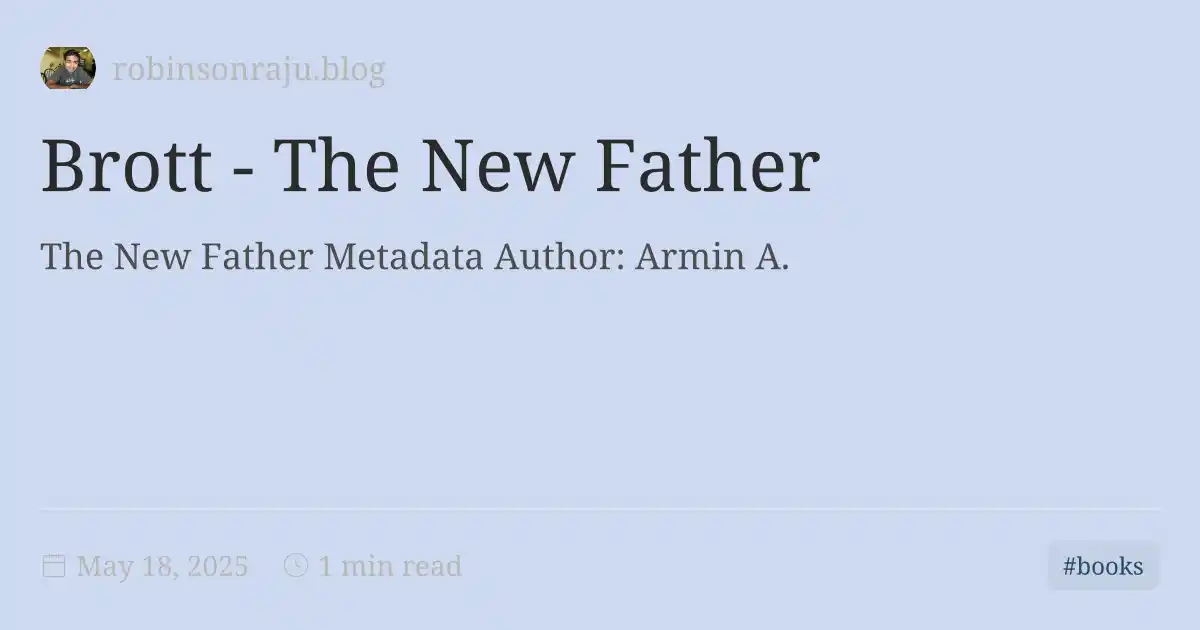 robinsonraju.blog
Brott - The New Father
The New Father Metadata Author: Armin A.
May 18, 2025
1 min read
#books